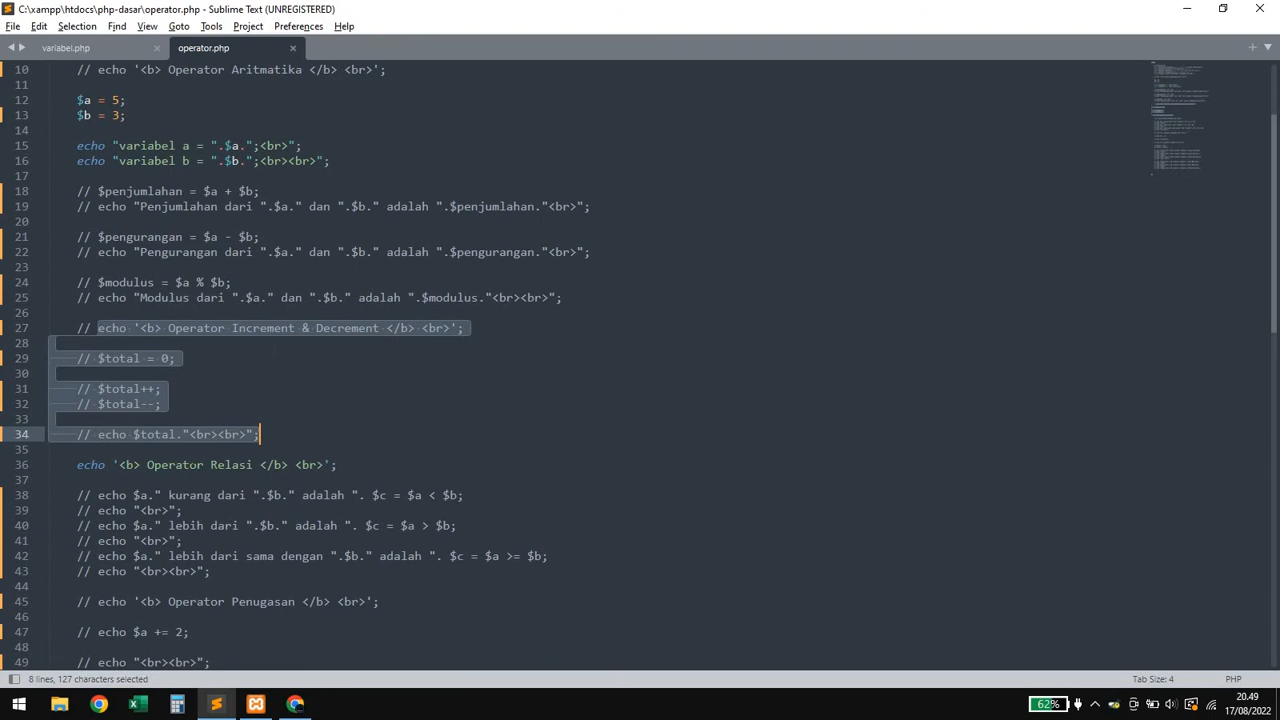 C:\xampp\htdocs\php-dasar\operator.php - Sublime Text (UNREGISTERED)
File Edit Selection Find View Goto Tools Project Preferences Help
variabel.php operator.php
10 // echo '<b> Operator Aritmatika </b> <br>';
11
12 $a = 5;
13 $b = 3;
14
15 echo "variabel a = ".$a.";<br>";
16 echo "variabel b = ".$b.";<br><br>";
17
18 // $penjumlahan = $a + $b;
19 // echo "Penjumlahan dari ".$a." dan ".$b." adalah ".$penjumlahan."<br>";
20
21 // $pengurangan = $a - $b;
22 // echo "Pengurangan dari ".$a." dan ".$b." adalah ".$pengurangan."<br>";
23
24 // $modulus = $a % $b;
25 // echo "Modulus dari ".$a." dan ".$b." adalah ".$modulus."<br><br>";
26
27 // echo '<b> Operator Increment & Decrement </b> <br>';
28
29 // $total = 0;
30
31 // $total++;
32 // $total--;
33
34 // echo $total."<br><br>";
35
36 echo '<b> Operator Relasi </b> <br>';
37
38 // echo $a." kurang dari ".$b." adalah ". $c = $a < $b;
39 // echo "<br>";
40 // echo $a." lebih dari ".$b." adalah ". $c = $a > $b;
41 // echo "<br>";
42 // echo $a." lebih dari sama dengan ".$b." adalah ". $c = $a >= $b;
43 // echo "<br><br>";
44
45 // echo '<b> Operator Penugasan </b> <br>';
46
47 // echo $a += 2;
48
49 // echo "<br><br>";
8 lines, 127 characters selected Tab Size: 4 PHP
62% 20.49
17/08/2022